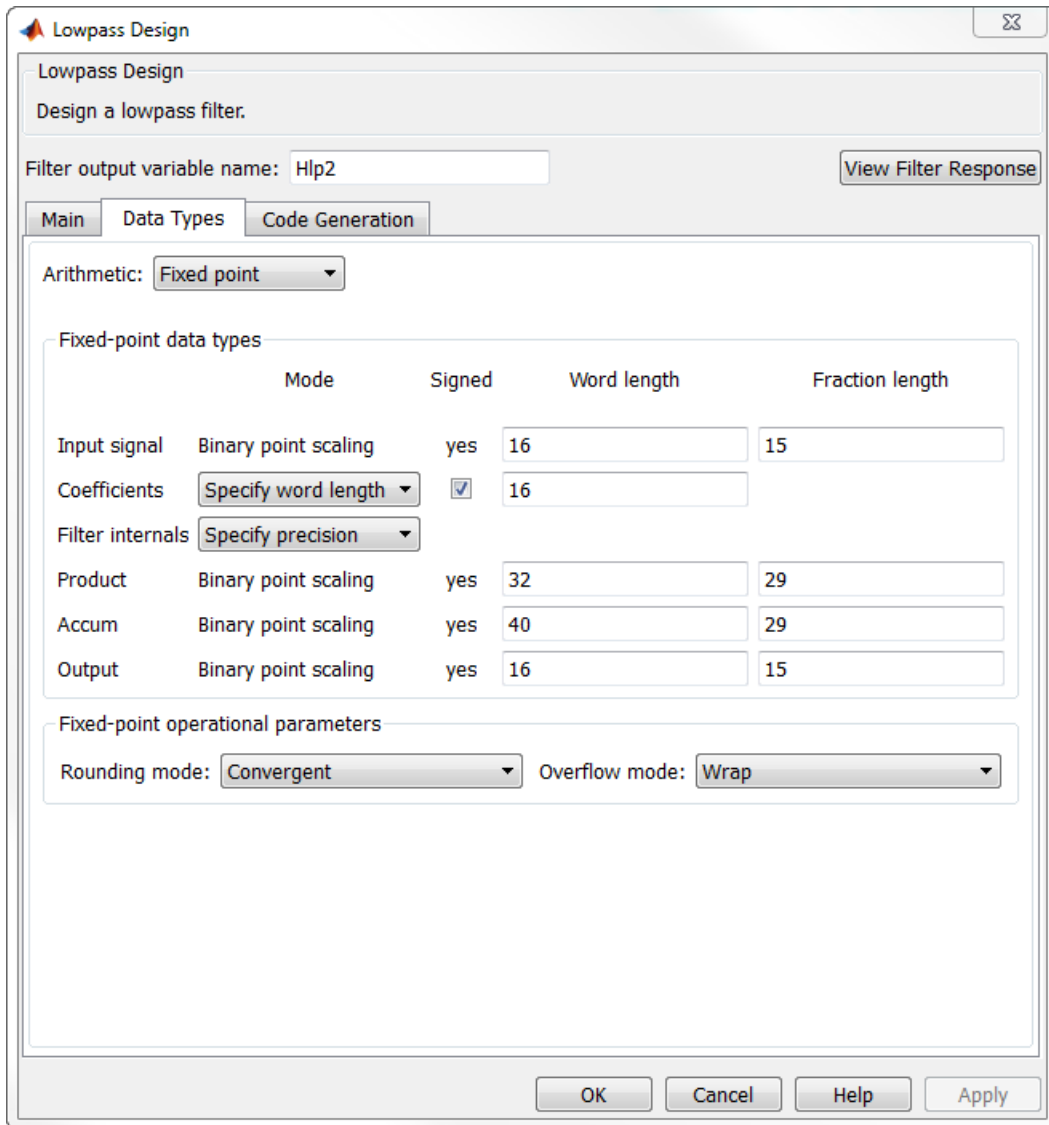 Lowpass Design
Lowpass Design
Design a lowpass filter.
Filter output variable name: Hlp2 View Filter Response
Main Data Types Code Generation
Arithmetic: Fixed point
Fixed-point data types
Mode Signed Word length Fraction length
Input signal Binary point scaling yes 16 15
Coefficients Specify word length 16
Filter internals Specify precision
Product Binary point scaling yes 32 29
Accum Binary point scaling yes 40 29
Output Binary point scaling yes 16 15
Fixed-point operational parameters
Rounding mode: Convergent Overflow mode: Wrap
OK Cancel Help Apply